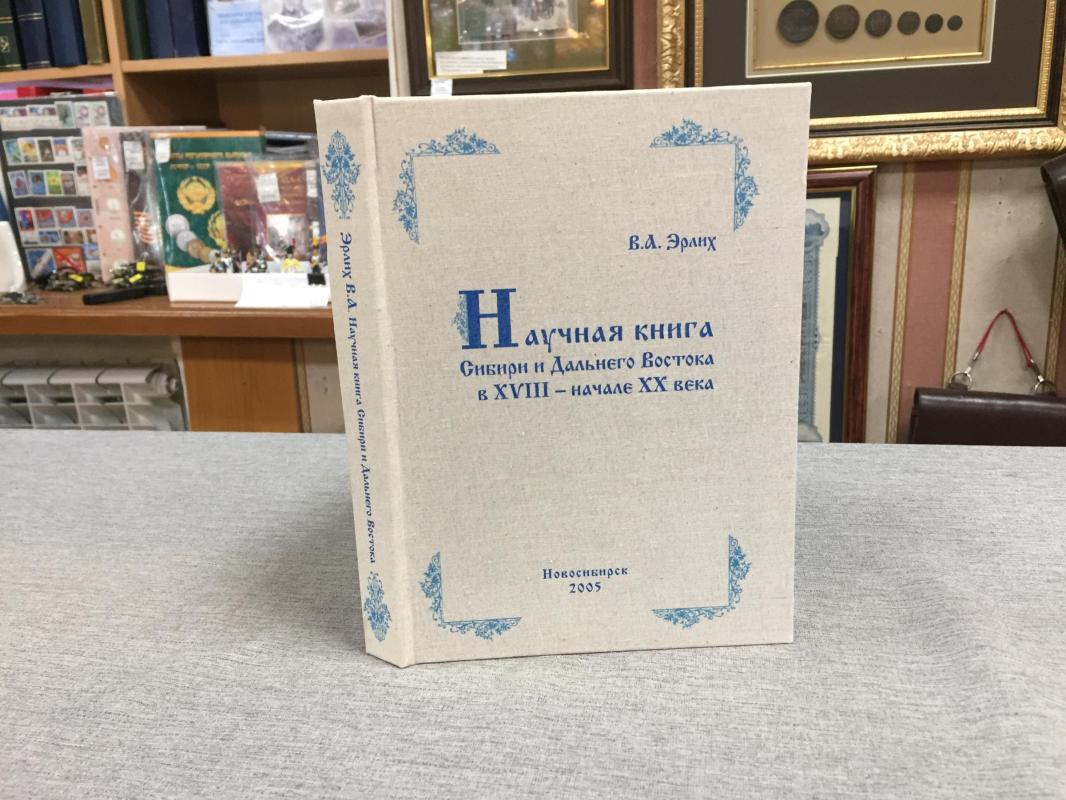 В.А. Эрлих
Научная книга
Сибири и Дальнего Востока
в XVIII – начале XX века
Новосибирск
2005
Эрлих В.А. Научная книга Сибири и Дальнего Востока